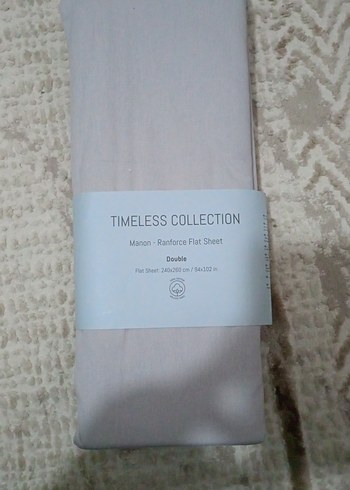 TIMELESS COLLECTION
Manon - Ranforce Flat Sheet
Double
Flat Sheet: 240x260 cm / 94x102 in.